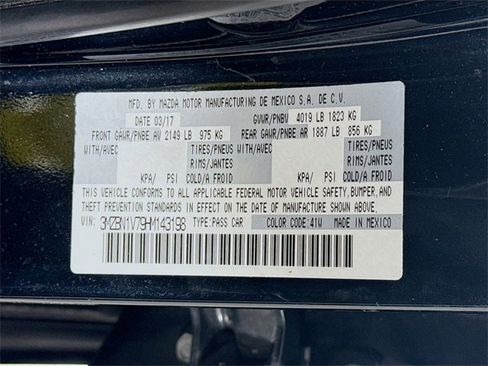 MFD. BY MAZDA MOTOR MANUFACTURING DE MEXICO S.A. DE C.V.
DATE 03/17 GVWR/PNBV 4019 LB 1823 KG
FRONT GAWR/PNBE AV 2149 LB 975 KG REAR GAWR/PNBE AR 1887 LB 856 KG
WITH/AVEC TIRES/PNEUS WITH/AVEC TIRES/PNEUS
RIMS/JANTES RIMS/JANTES
KPA/ PSI COLD/A FROID KPA/ PSI COLD/A FROID
THIS VEHICLE CONFORMS TO ALL APPLICABLE FEDERAL MOTOR VEHICLE SAFETY, BUMPER, AND
THEFT PREVENTION STANDARDS IN EFFECT ON THE DATE OF MANUFACTURE SHOWN ABOVE.
VIN: 3MZBN1V79HM143198 TYPE: PASS CAR COLOR CODE: 41W MADE IN MEXICO